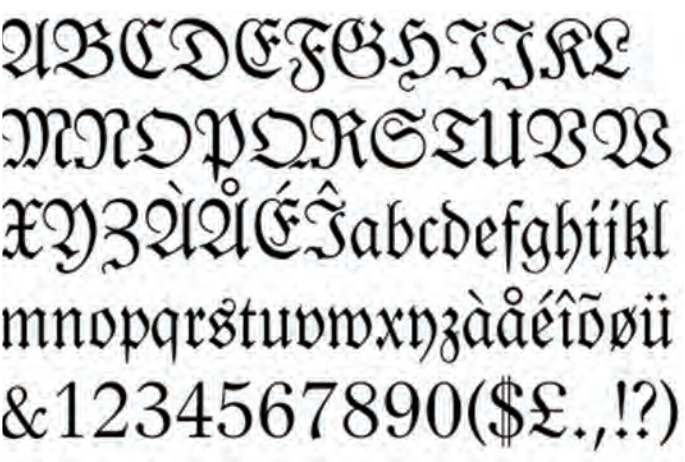 ABCDEFGHIJKL
MNOPQRSTUVW
XYZÀÅÉÎabcdefghijkl
mnopqrstuvwxyzàåéîõøü
&1234567890($£.,!?)